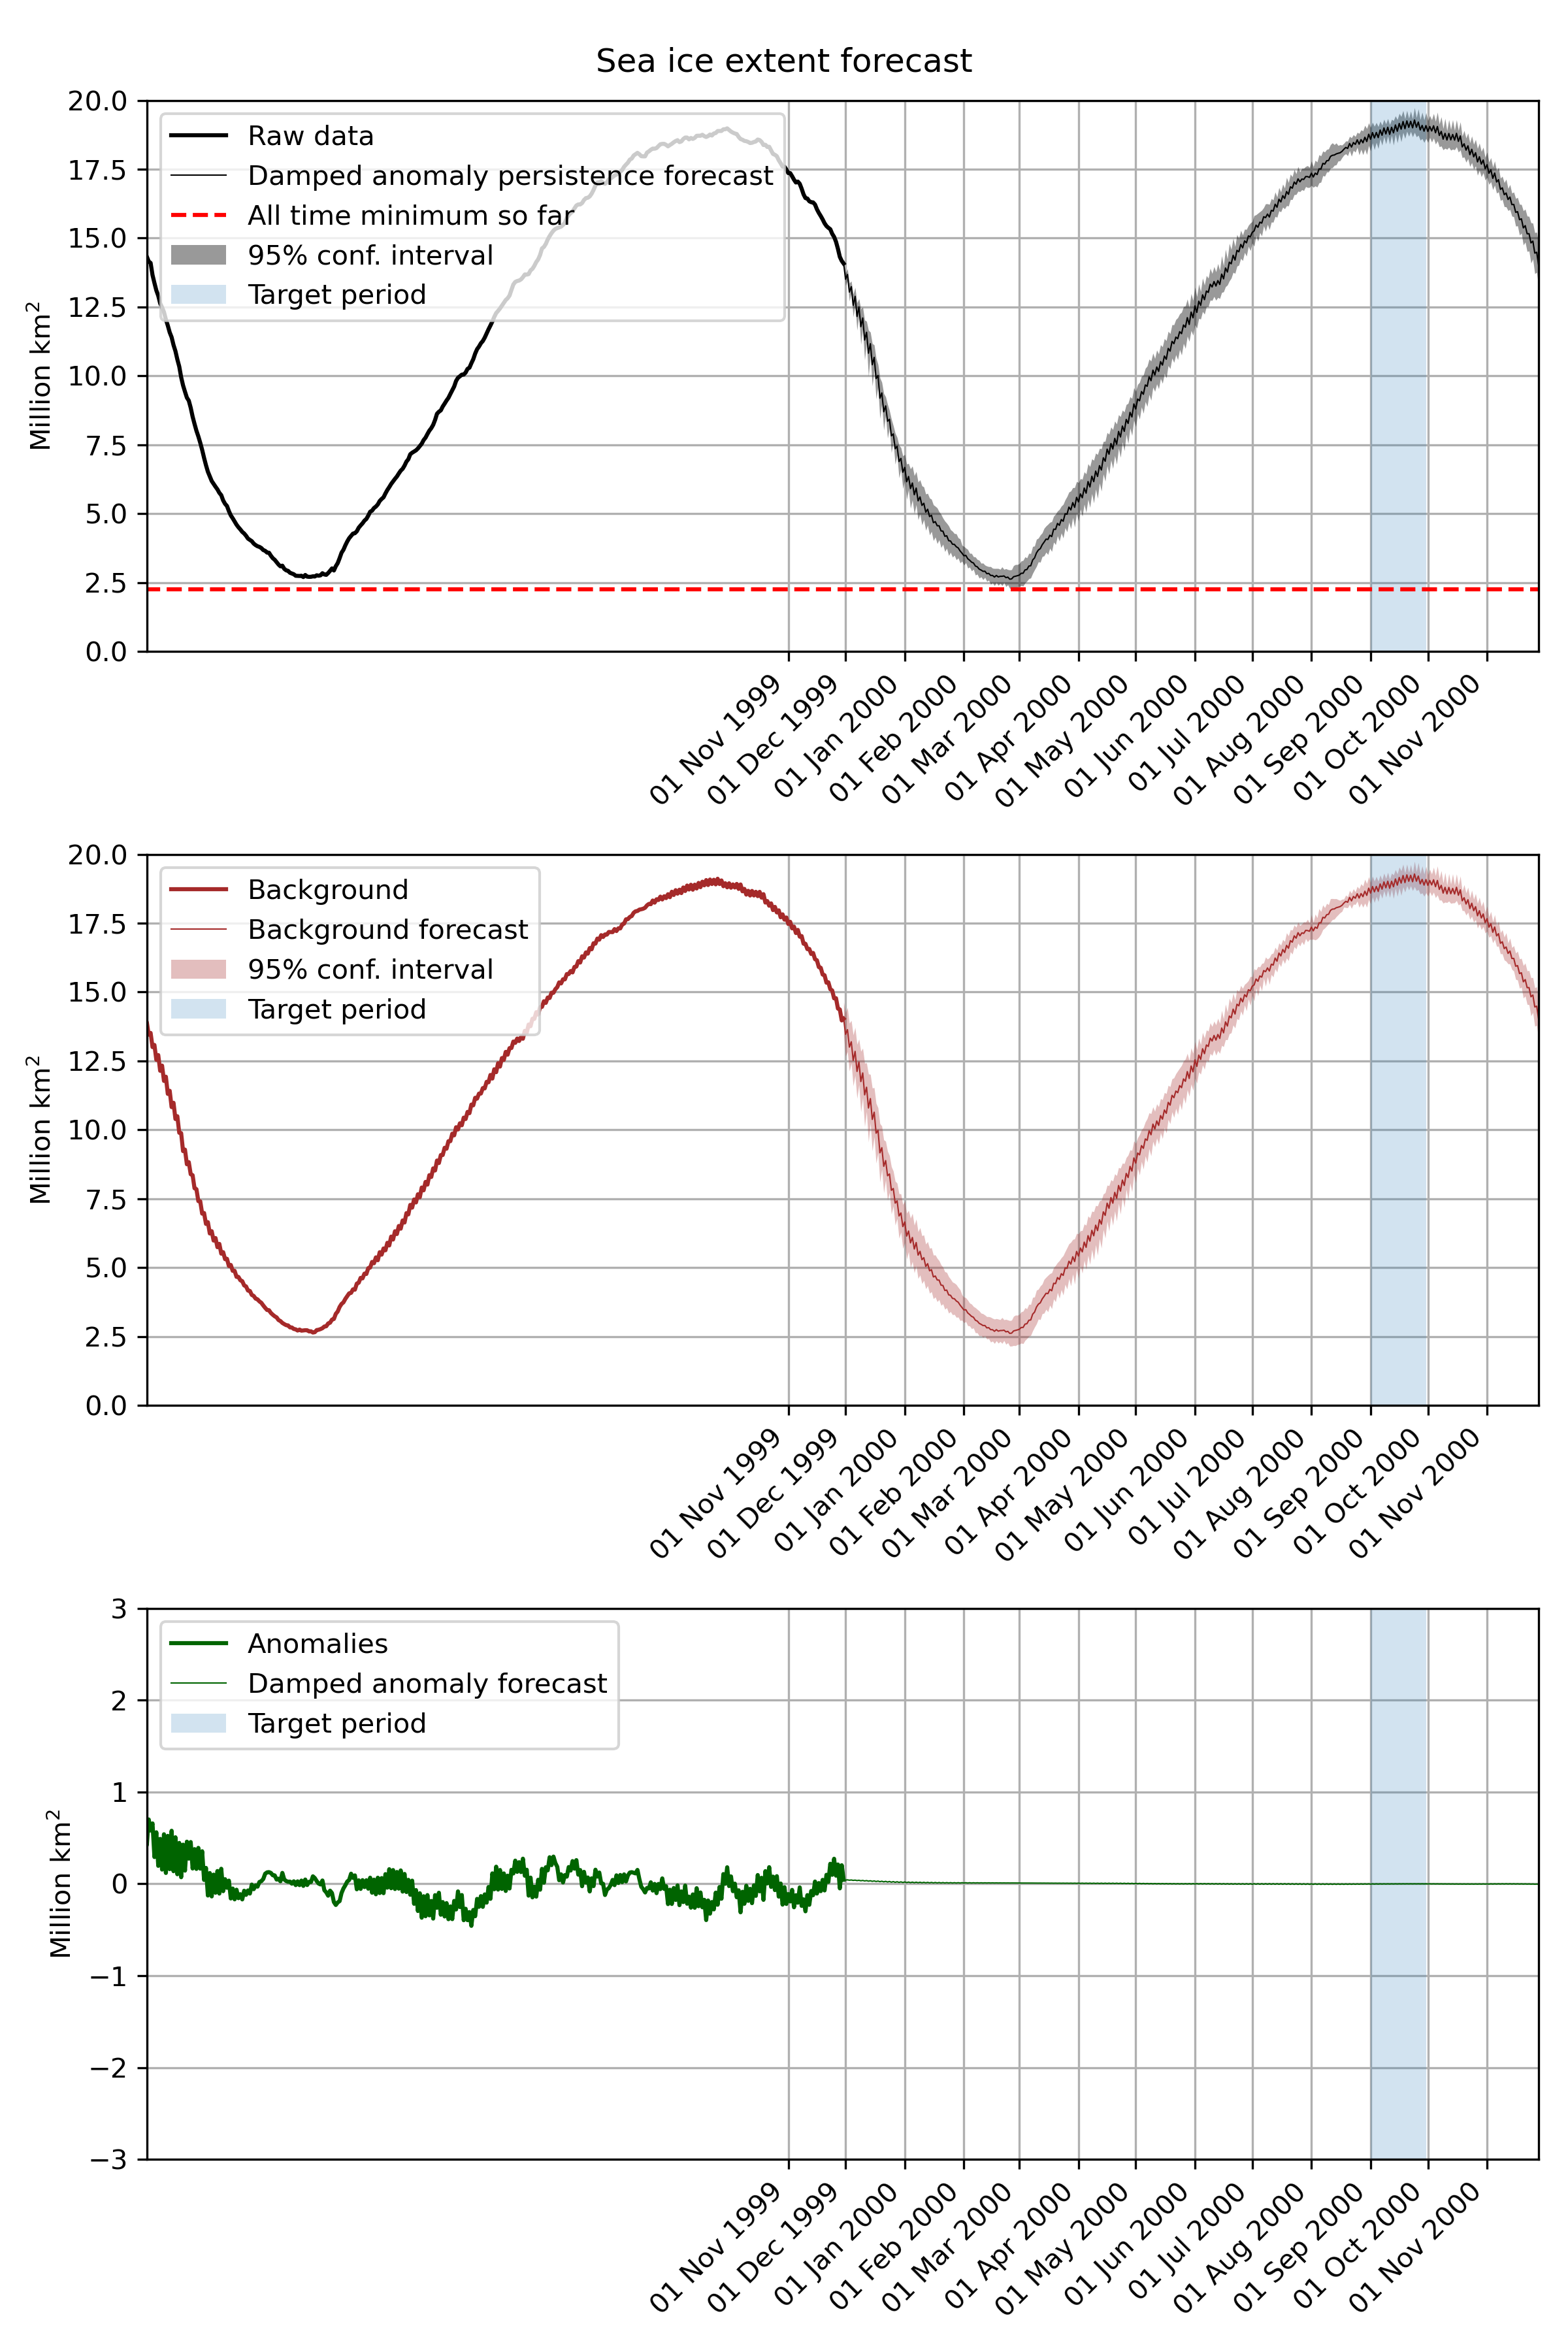 Sea ice extent forecast
20.0
17.5
15.0
12.5
10.0
7.5
5.0
2.5
0.0
Million km²
Raw data
Damped anomaly persistence forecast
All time minimum so far
95% conf. interval
Target period
01 Nov 1999
01 Dec 1999
01 Jan 2000
01 Feb 2000
01 Mar 2000
01 Apr 2000
01 May 2000
01 Jun 2000
01 Jul 2000
01 Aug 2000
01 Sep 2000
01 Oct 2000
01 Nov 2000
20.0
17.5
15.0
12.5
10.0
7.5
5.0
2.5
0.0
Million km²
Background
Background forecast
95% conf. interval
Target period
01 Nov 1999
01 Dec 1999
01 Jan 2000
01 Feb 2000
01 Mar 2000
01 Apr 2000
01 May 2000
01 Jun 2000
01 Jul 2000
01 Aug 2000
01 Sep 2000
01 Oct 2000
01 Nov 2000
3
2
1
0
−1
−2
−3
Million km²
Anomalies
Damped anomaly forecast
Target period
01 Nov 1999
01 Dec 1999
01 Jan 2000
01 Feb 2000
01 Mar 2000
01 Apr 2000
01 May 2000
01 Jun 2000
01 Jul 2000
01 Aug 2000
01 Sep 2000
01 Oct 2000
01 Nov 2000